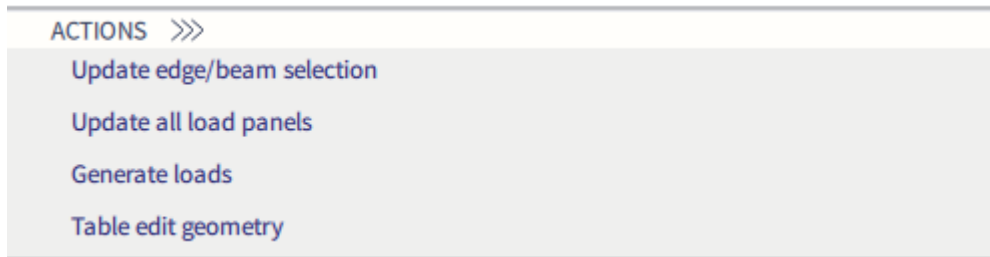 ACTIONS >>>
Update edge/beam selection
Update all load panels
Generate loads
Table edit geometry